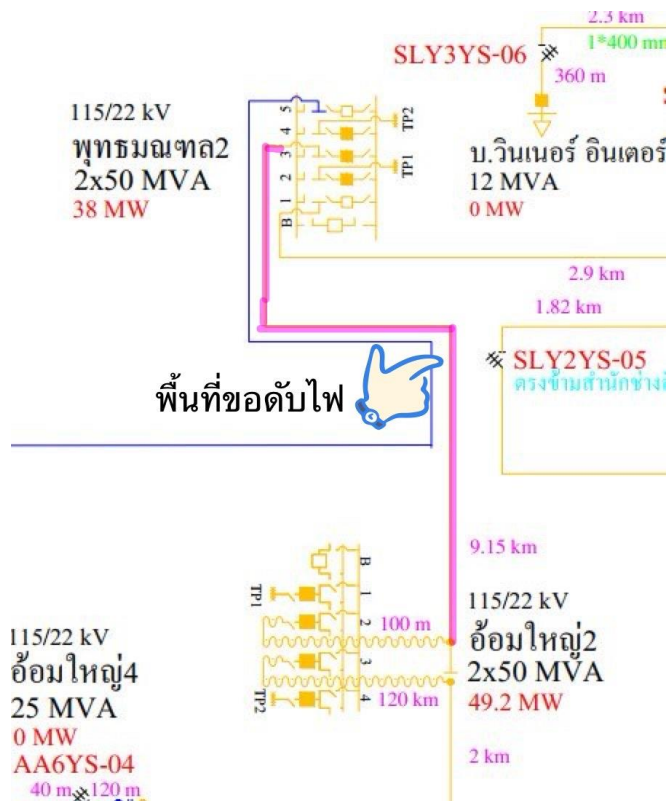 2.3 km
SLY3YS-06
1*400 mm
360 m
115/22 kV
พุทธมณฑล2
2x50 MVA
38 MW
5
4
3
2
1
B
TP2
TP1
บ.วินเนอร์ อินเตอร์
12 MVA
0 MW
2.9 km
1.82 km
SLY2YS-05
ตรงข้ามสำนักช่าง
พื้นที่ขอดับไฟ
9.15 km
B
1
2
3
4
TP1
TP2
100 m
120 km
115/22 kV
อ้อมใหญ่2
2x50 MVA
49.2 MW
2 km
115/22 kV
อ้อมใหญ่4
25 MVA
0 MW
AA6YS-04
40 m
120 m